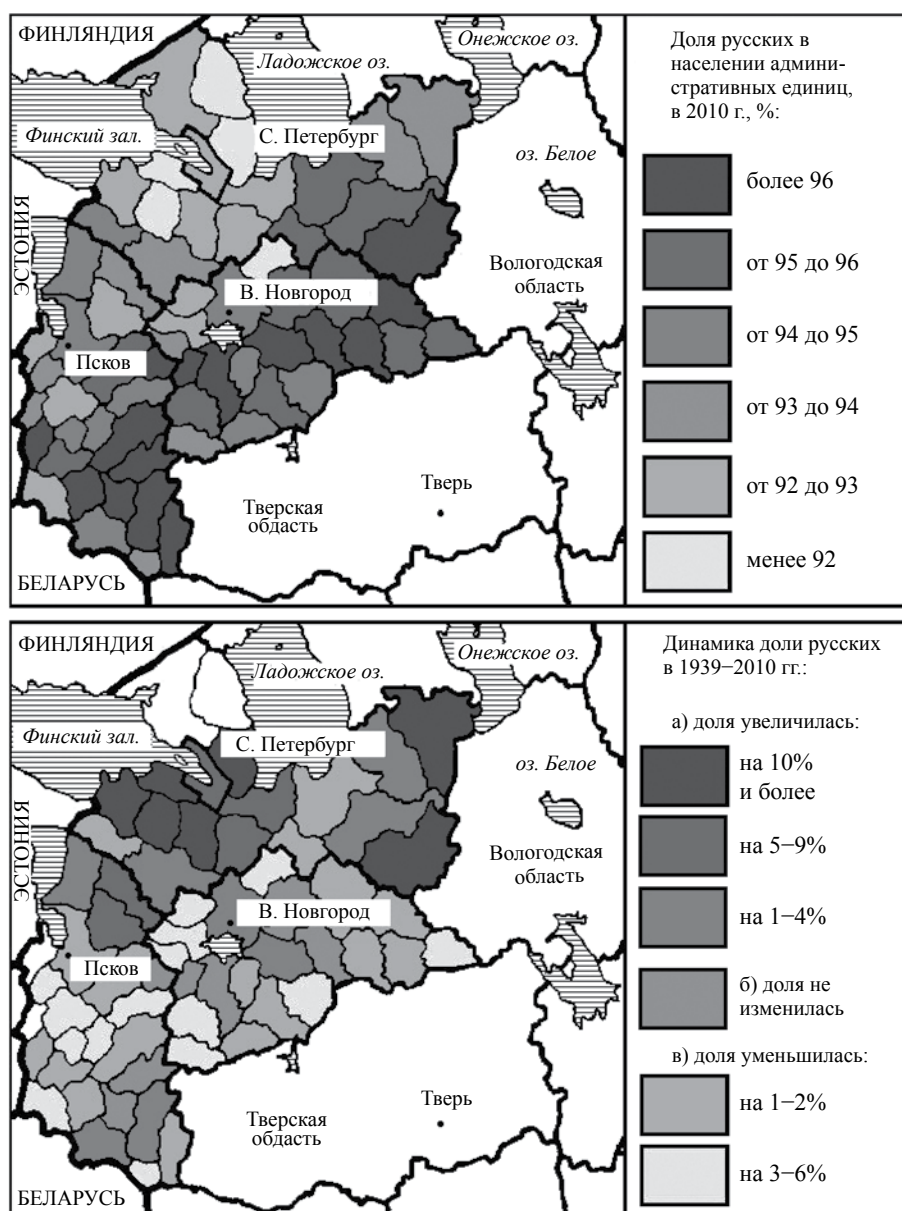 ФИНЛЯНДИЯ
Ладожское оз.
Онежское оз.
Финский зал.
С. Петербург
оз. Белое
ЭСТОНИЯ
Вологодская
область
В. Новгород
Псков
Тверь
Тверская
обдасть
БЕЛАРУСЬ
Доля русских в
населении админи-
стративных единиц,
в 2010 г., %:
более 96
от 95 до 96
от 94 до 95
от 93 до 94
от 92 до 93
менее 92
ФИНЛЯНДИЯ
Ладожское оз.
Онежское оз.
Финский зал.
С. Петербург
оз. Белое
ЭСТОНИЯ
Вологодская
область
В. Новгород
Псков
Тверь
Тверская
обдасть
БЕЛАРУСЬ
Динамика доли русских
в 1939−2010 гг.:
а) доля увеличилась:
на 10%
и более
на 5−9%
на 1−4%
б) доля не
изменилась
в) доля уменьшилась:
на 1−2%
на 3−6%